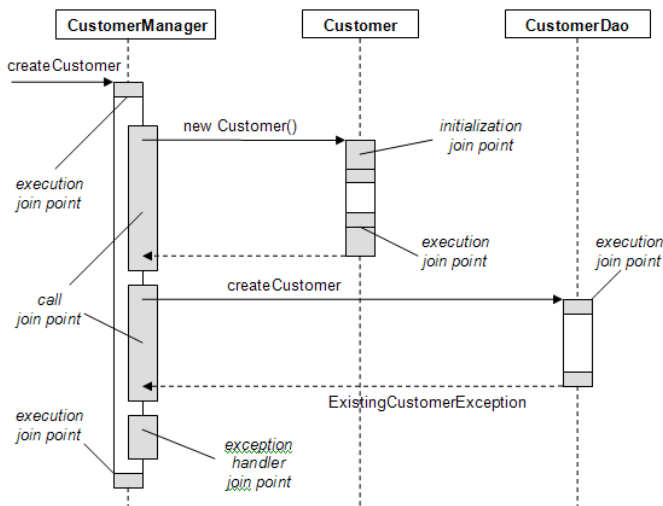 CustomerManager
Customer
CustomerDao
createCustomer
new Customer()
initialization
join point
execution
join point
execution
join point
execution
join point
createCustomer
call
join point
ExistingCustomerException
execution
join point
exception
handler
join point